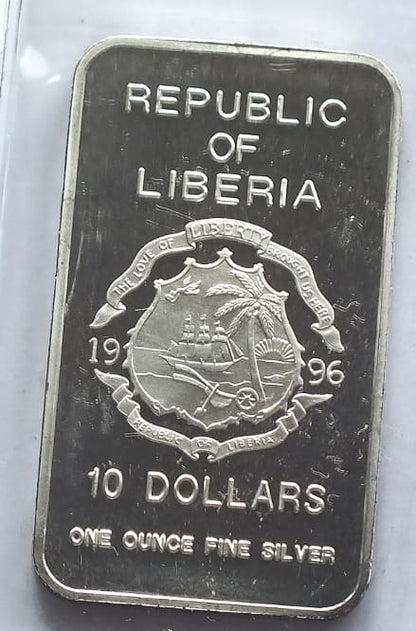 REPUBLIC
OF
LIBERIA
THE LOVE OF LIBERTY BROUGHT US HERE
19 96
REPUBLIC OF LIBERIA
10 DOLLARS
ONE OUNCE FINE SILVER